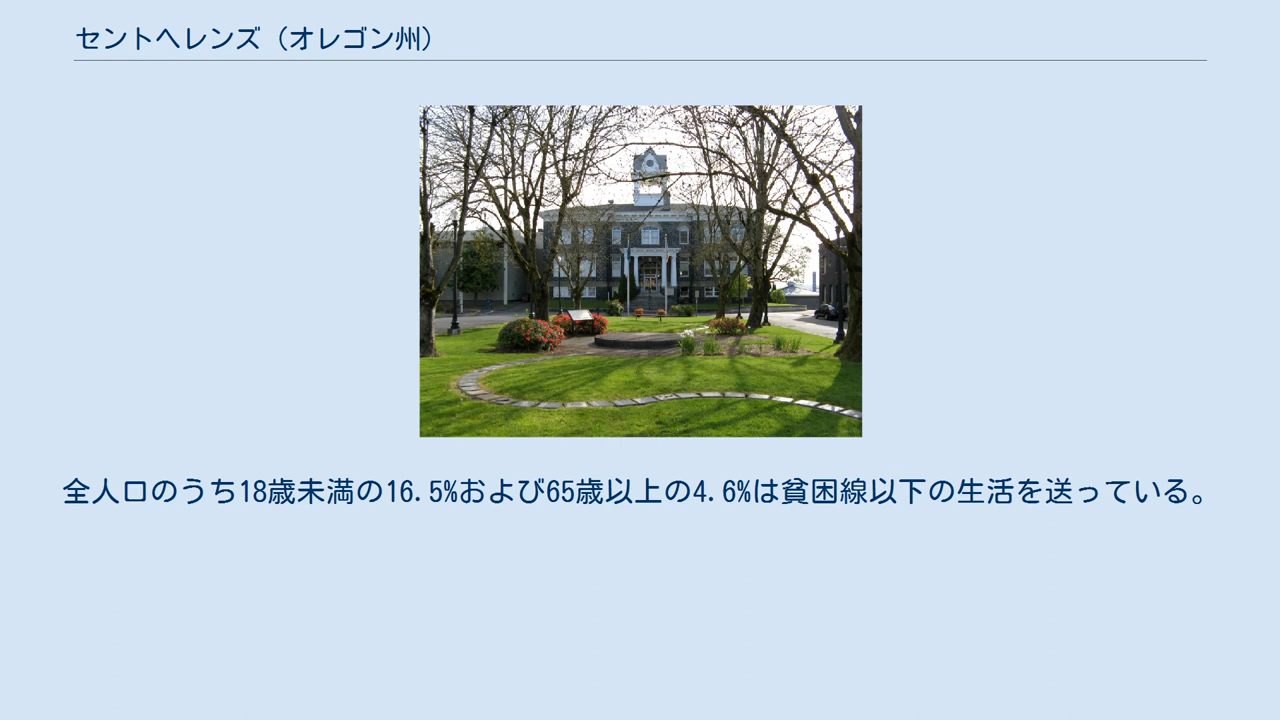 セントヘレンズ（オレゴン州）
全人口のうち18歳未満の16.5%および65歳以上の4.6%は貧困線以下の生活を送っている。